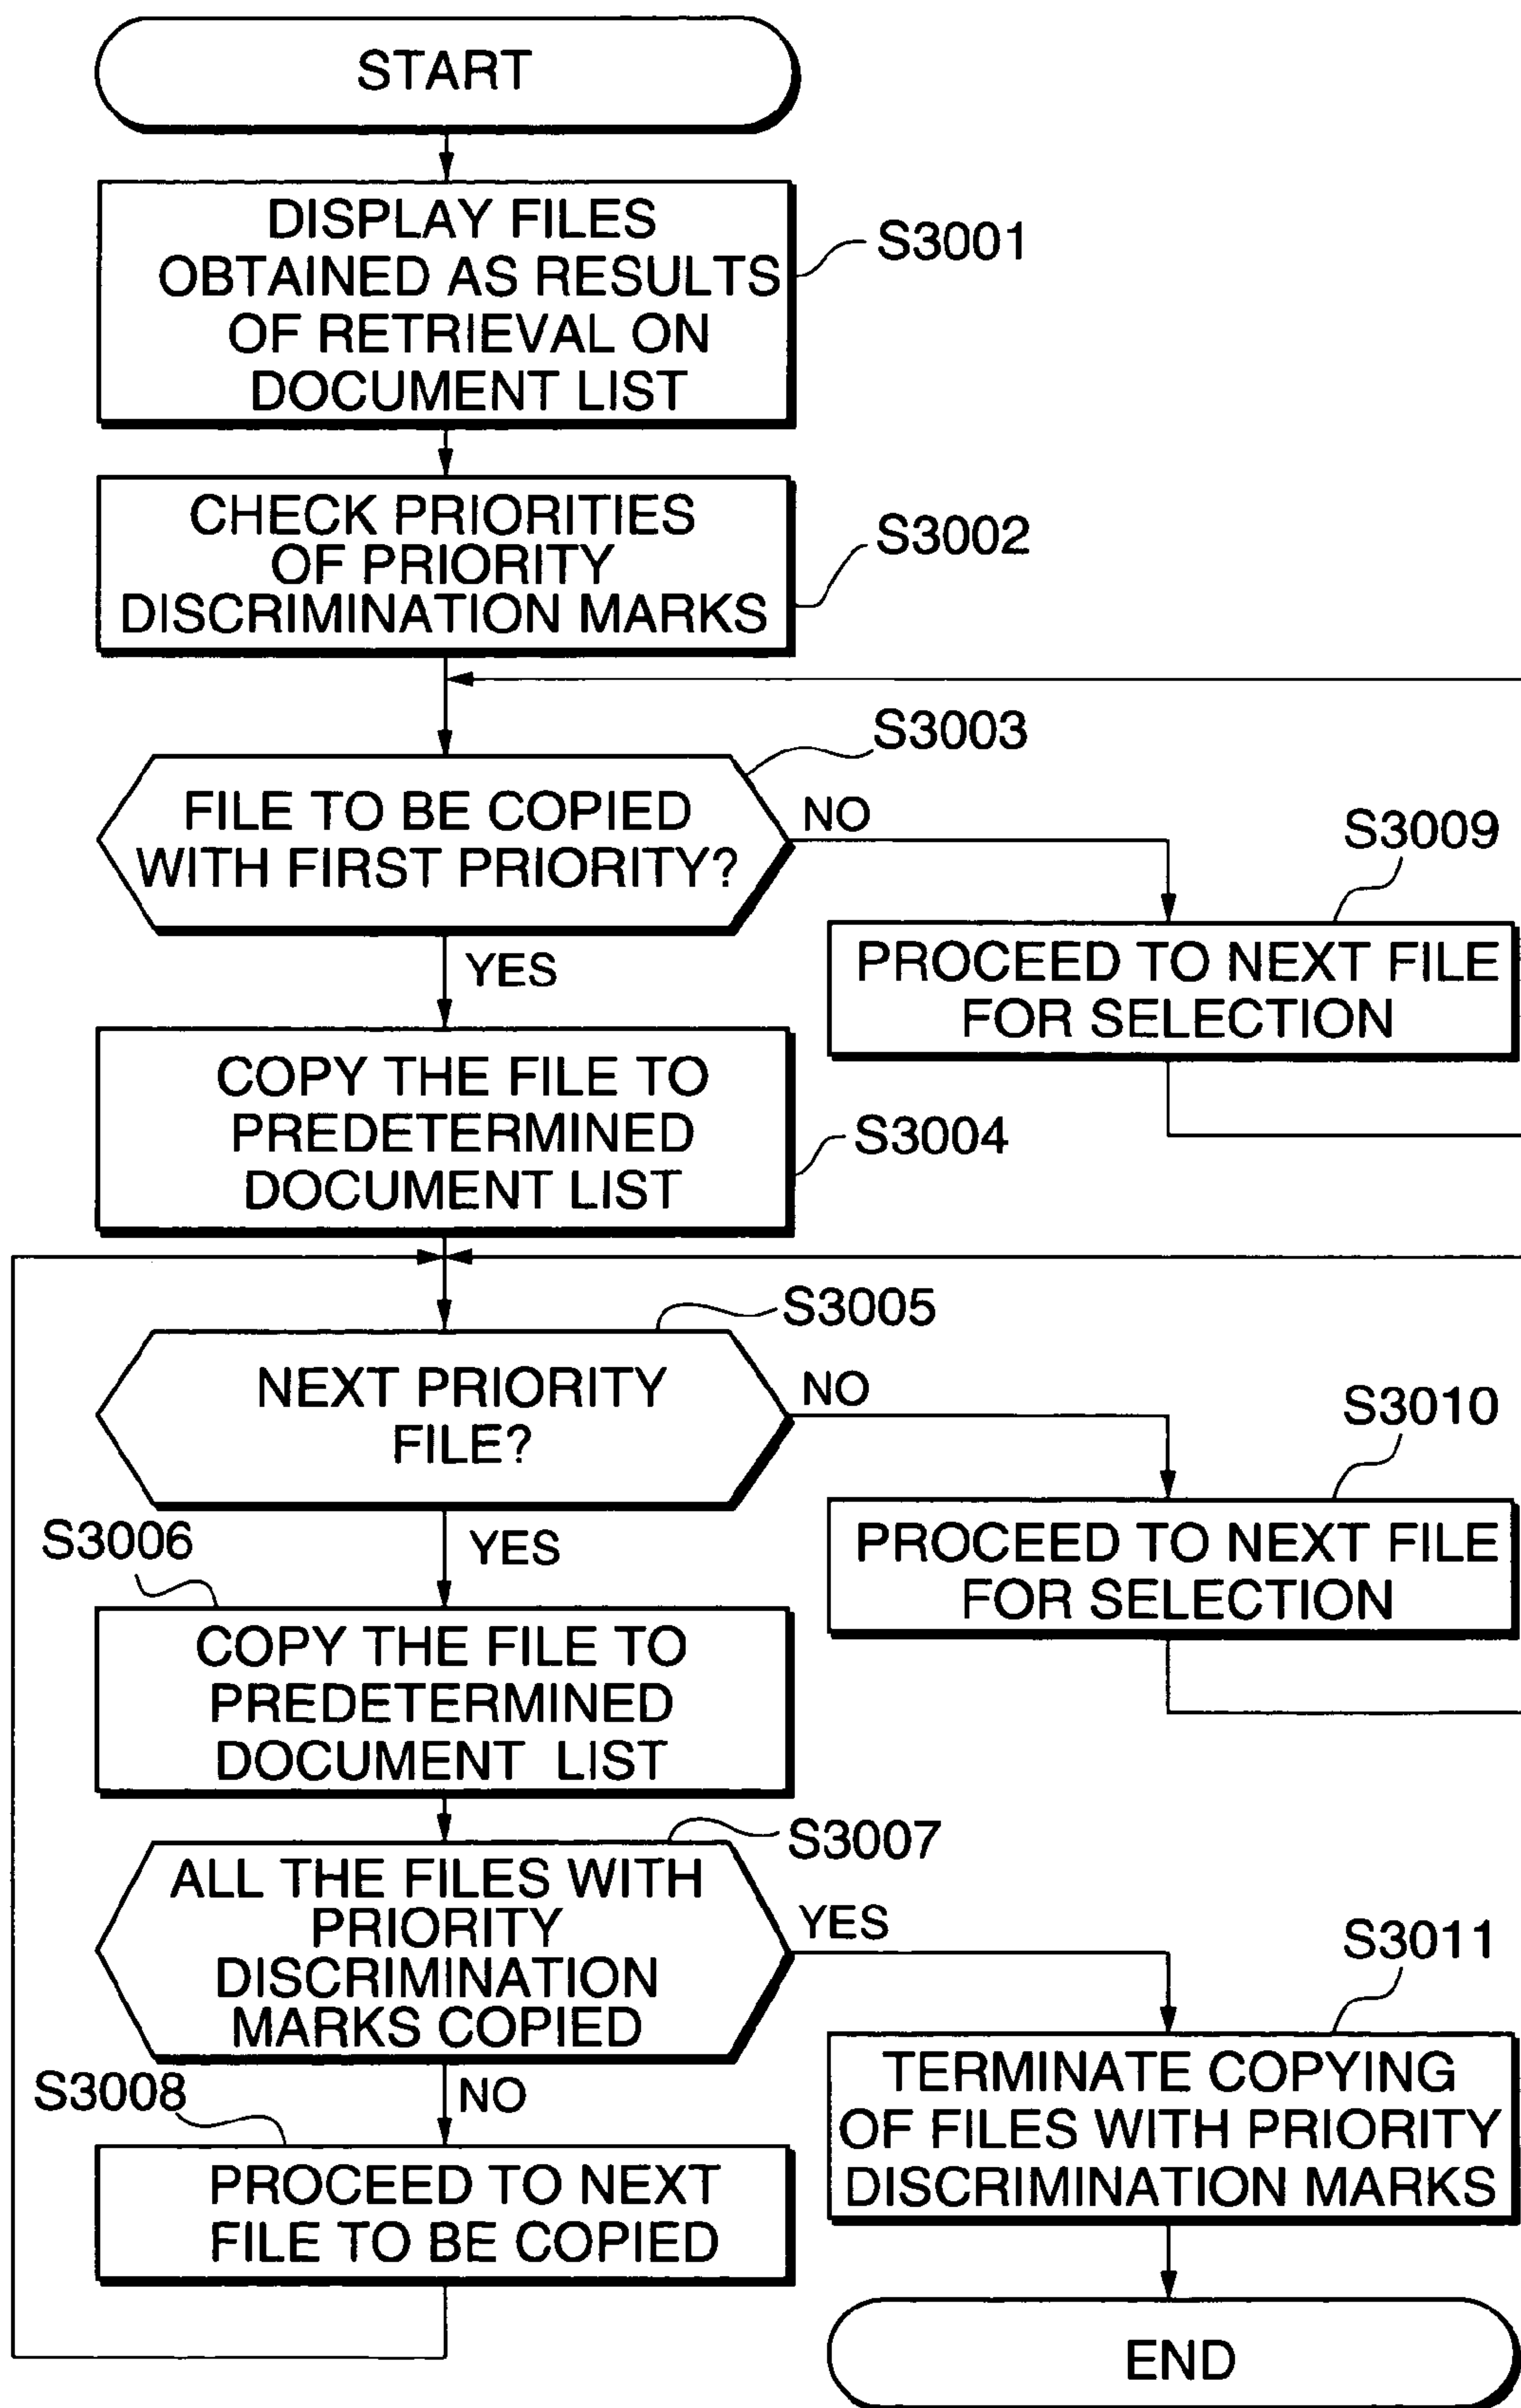 START
DISPLAY FILES
OBTAINED AS RESULTS
OF RETRIEVAL ON
DOCUMENT LIST
S3001
CHECK PRIORITIES
OF PRIORITY
DISCRIMINATION MARKS
S3002
S3003
FILE TO BE COPIED
WITH FIRST PRIORITY?
NO
S3009
PROCEED TO NEXT FILE
FOR SELECTION
YES
COPY THE FILE TO
PREDETERMINED
DOCUMENT LIST
S3004
S3005
NEXT PRIORITY
FILE?
NO
S3010
PROCEED TO NEXT FILE
FOR SELECTION
YES
S3006
COPY THE FILE TO
PREDETERMINED
DOCUMENT LIST
S3007
ALL THE FILES WITH
PRIORITY
DISCRIMINATION
MARKS COPIED
YES
S3011
TERMINATE COPYING
OF FILES WITH PRIORITY
DISCRIMINATION MARKS
NO
S3008
PROCEED TO NEXT
FILE TO BE COPIED
END